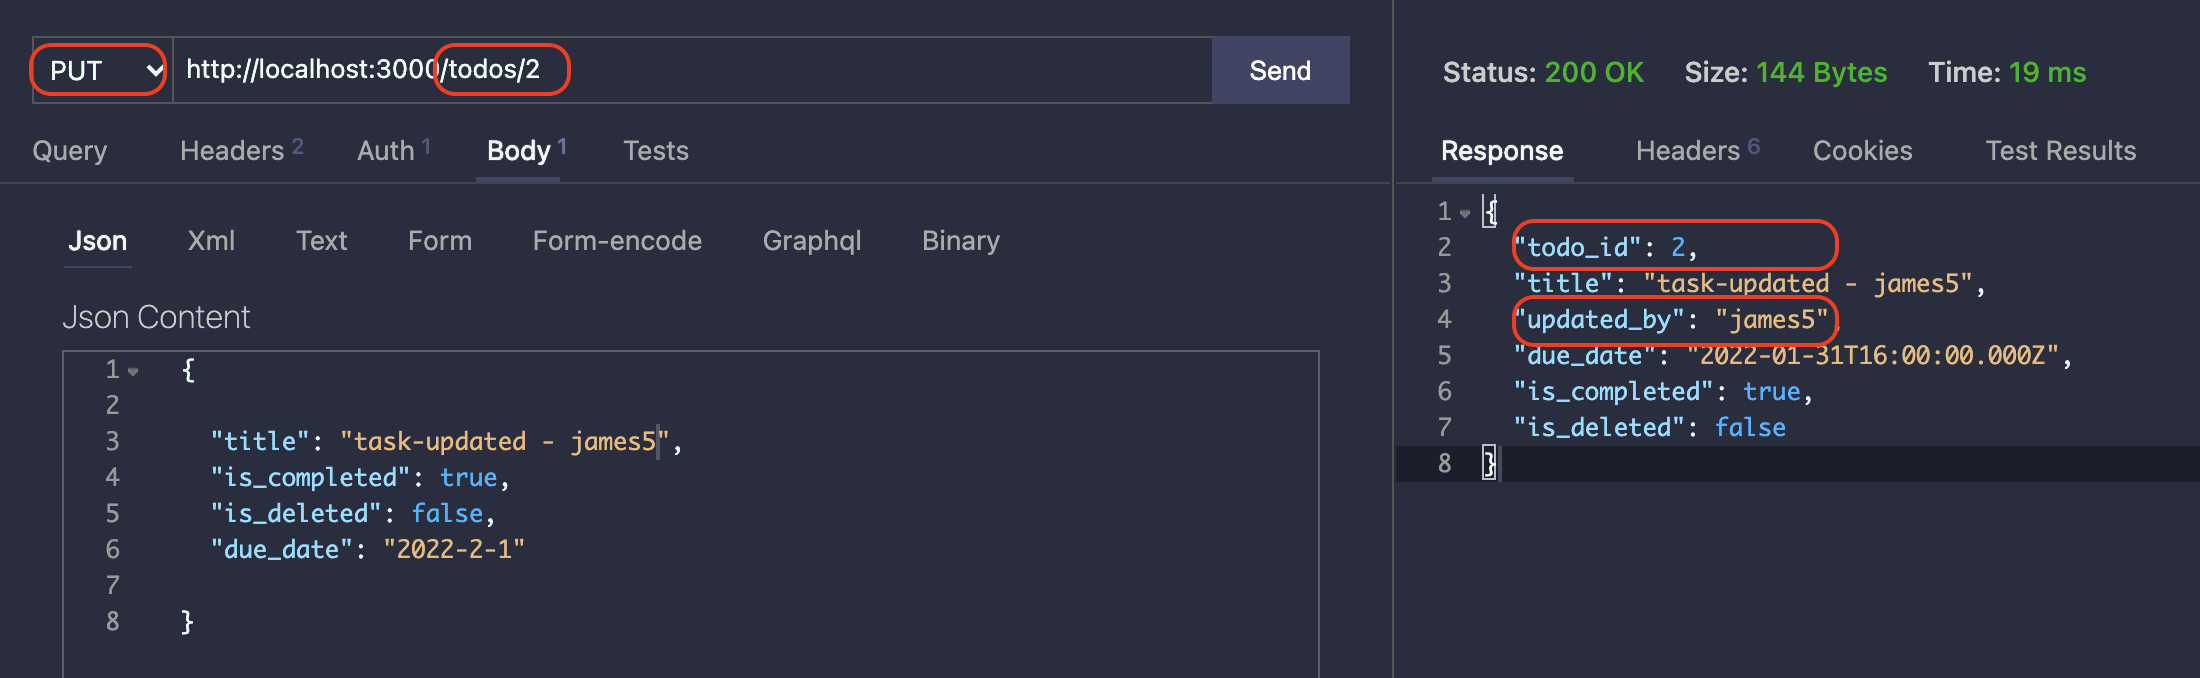 PUT http://localhost:3000/todos/2 Send
Query Headers 2 Auth 1 Body 1 Tests
Json Xml Text Form Form-encode Graphql Binary
Json Content
1 {
2
3 "title": "task-updated - james5",
4 "is_completed": true,
5 "is_deleted": false,
6 "due_date": "2022-2-1"
7
8 }
Status: 200 OK Size: 144 Bytes Time: 19 ms
Response Headers 6 Cookies Test Results
1 {
2 "todo_id": 2,
3 "title": "task-updated - james5",
4 "updated_by": "james5",
5 "due_date": "2022-01-31T16:00:00.000Z",
6 "is_completed": true,
7 "is_deleted": false
8 }